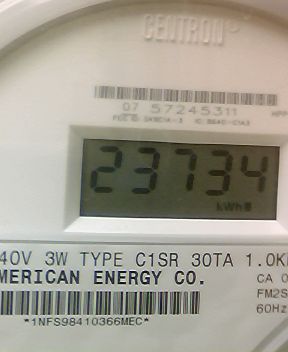 CENTRON®
07 57245311
23734
kWh
40V 3W TYPE C1SR 30TA 1.0K
MERICAN ENERGY CO.
CA 0
FM2S
60Hz
*1NFS98410366MEC*